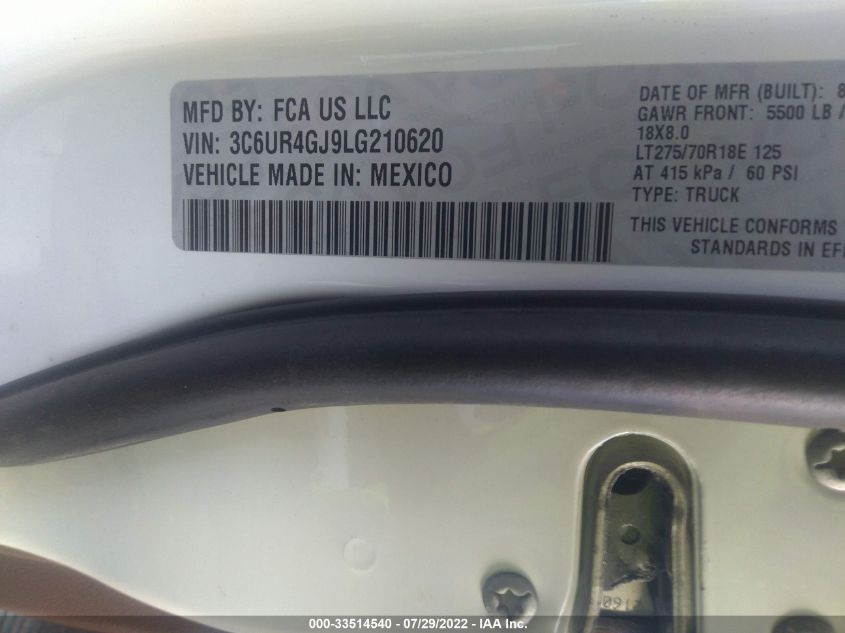 MFD BY: FCA US LLC
VIN: 3C6UR4GJ9LG210620
VEHICLE MADE IN: MEXICO
DATE OF MFR (BUILT): 8
GAWR FRONT: 5500 LB /
18X8.0
LT275/70R18E 125
AT 415 kPa / 60 PSI
TYPE: TRUCK
THIS VEHICLE CONFORMS
STANDARDS IN EFF
000-33514540 - 07/29/2022 - IAA Inc.